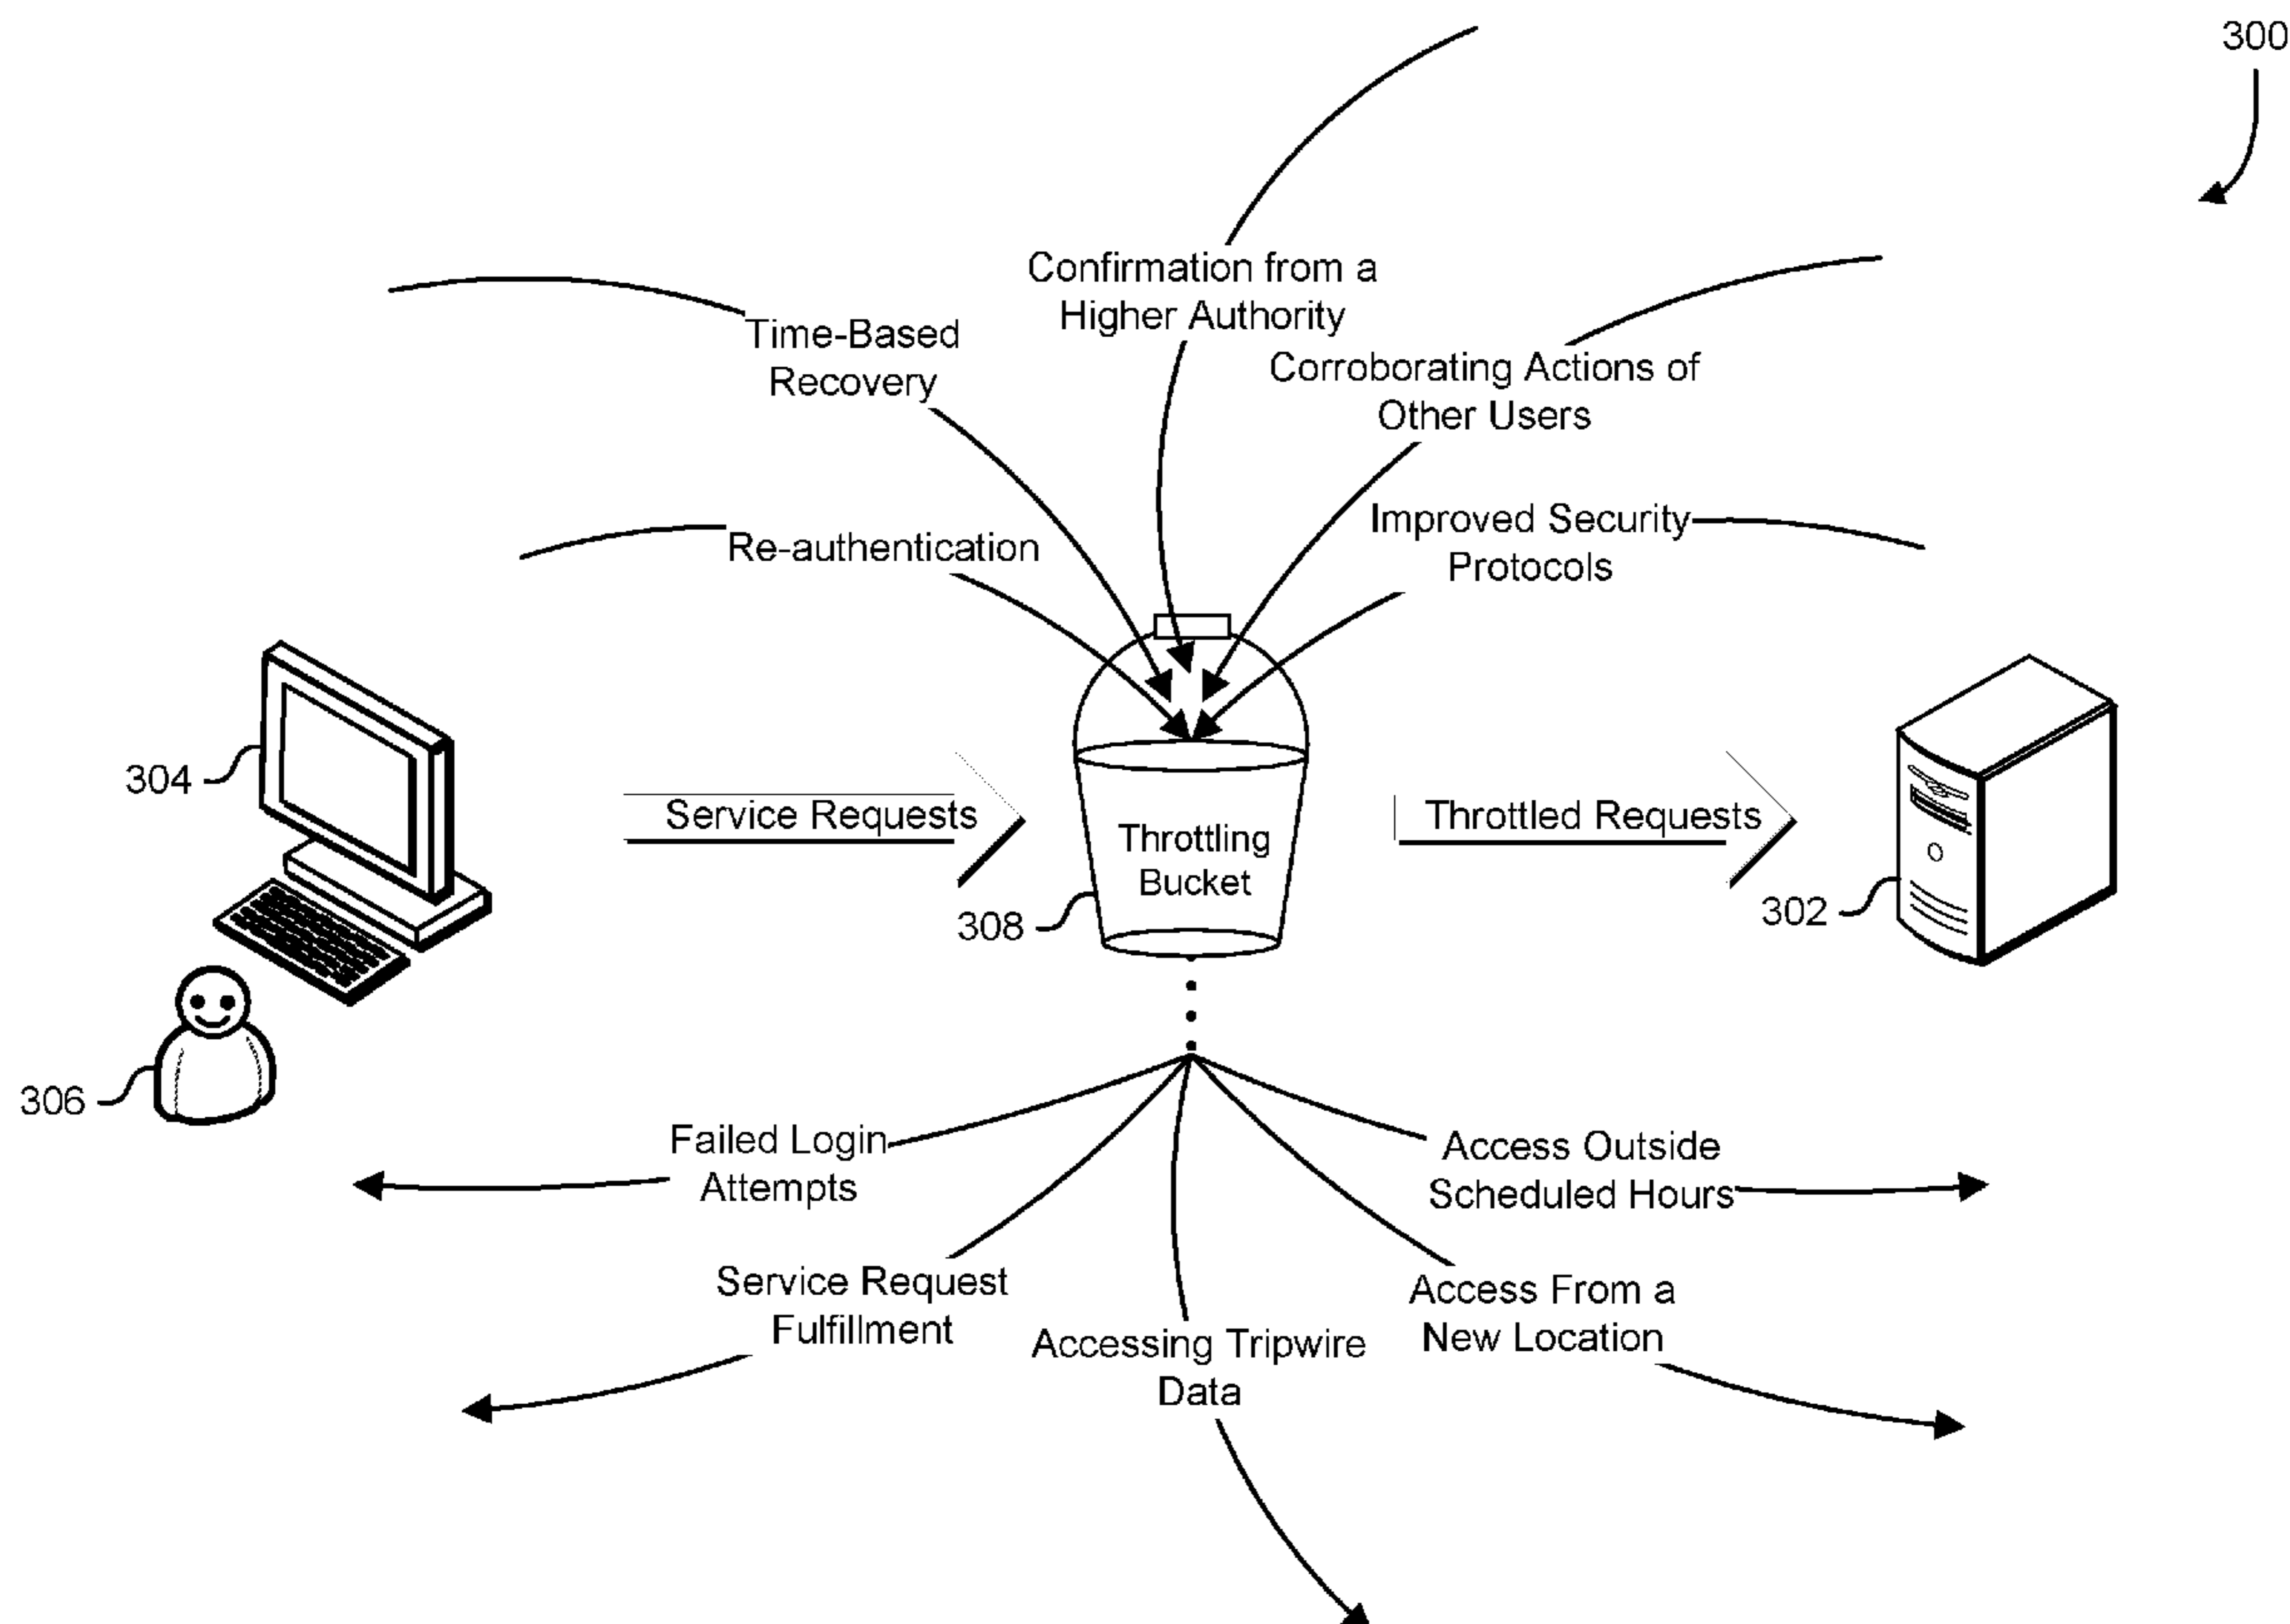 300
Confirmation from a
Higher Authority
Time-Based
Recovery
Corroborating Actions of
Other Users
Improved Security
Protocols
Re-authentication
304
Service Requests
Throttling
Bucket
Throttled Requests
308
302
306
Failed Login
Attempts
Access Outside
Scheduled Hours
Service Request
Fulfillment
Access From a
New Location
Accessing Tripwire
Data